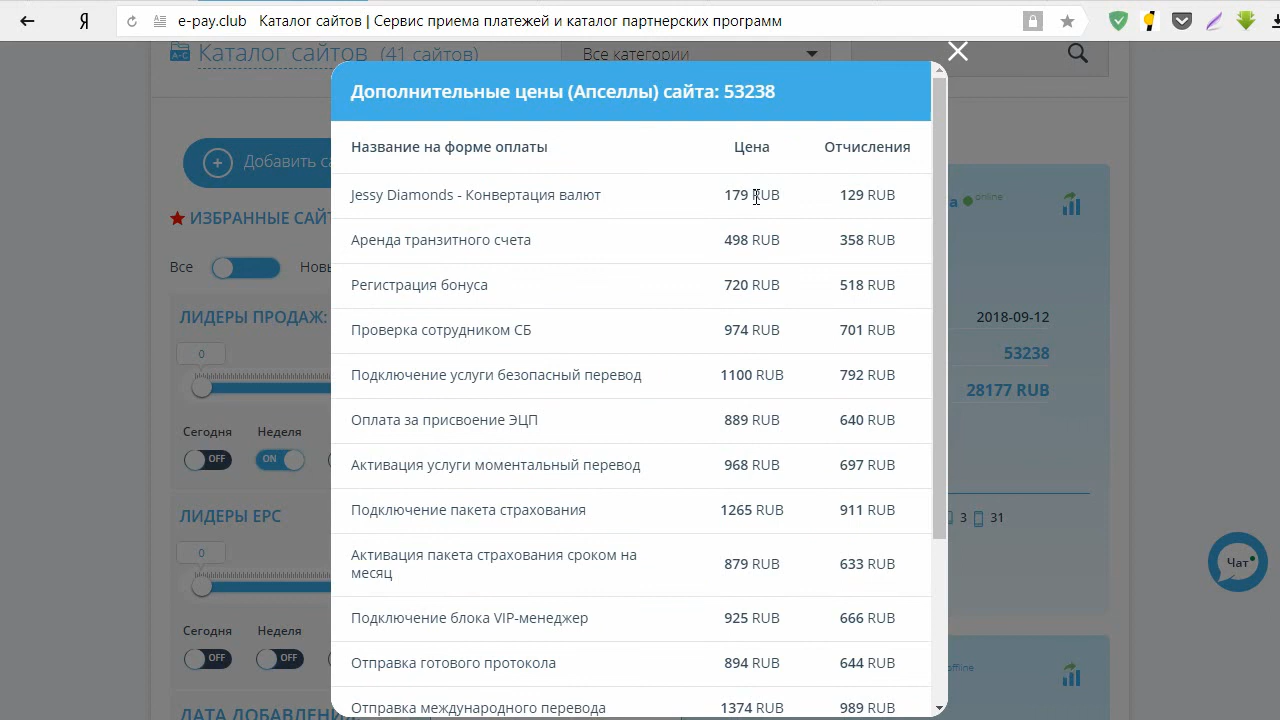 Я
e-pay.club Каталог сайтов | Сервис приема платежей и каталог партнерских программ
Каталог сайтов (41 сайтов)
Все категории
Дополнительные цены (Апселлы) сайта: 53238
Название на форме оплаты Цена Отчисления
Jessy Diamonds - Конвертация валют 179 RUB 129 RUB
Аренда транзитного счета 498 RUB 358 RUB
Регистрация бонуса 720 RUB 518 RUB
Проверка сотрудником СБ 974 RUB 701 RUB
Подключение услуги безопасный перевод 1100 RUB 792 RUB
Оплата за присвоение ЭЦП 889 RUB 640 RUB
Активация услуги моментальный перевод 968 RUB 697 RUB
Подключение пакета страхования 1265 RUB 911 RUB
Активация пакета страхования сроком на
месяц 879 RUB 633 RUB
Подключение блока VIP-менеджер 925 RUB 666 RUB
Отправка готового протокола 894 RUB 644 RUB
Отправка международного перевода 1374 RUB 989 RUB
Добавить са
ИЗБРАННЫЕ САЙТ
Все Новы
ЛИДЕРЫ ПРОДАЖ:
0
Сегодня Неделя
OFF ON
ЛИДЕРЫ EPC
0
Сегодня Неделя
OFF OFF
ДАТА ДОБАВЛЕНИ
а online
2018-09-12
53238
28177 RUB
3 31
Чат
offline